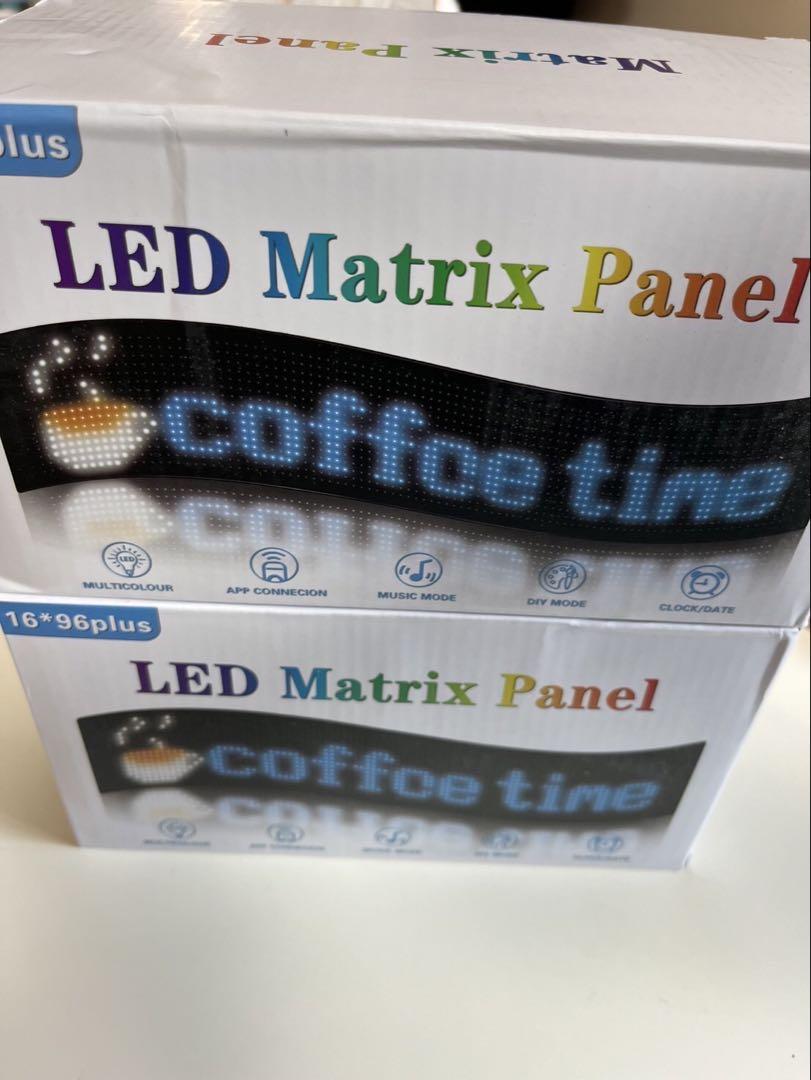 Matrix Panel
plus
LED Matrix Panel
coffce time
MULTICOLOUR
APP CONNECION
MUSIC MODE
DIY MODE
CLOCK/DATE
16*96plus
LED Matrix Panel
coffce time
MULTICOLOUR